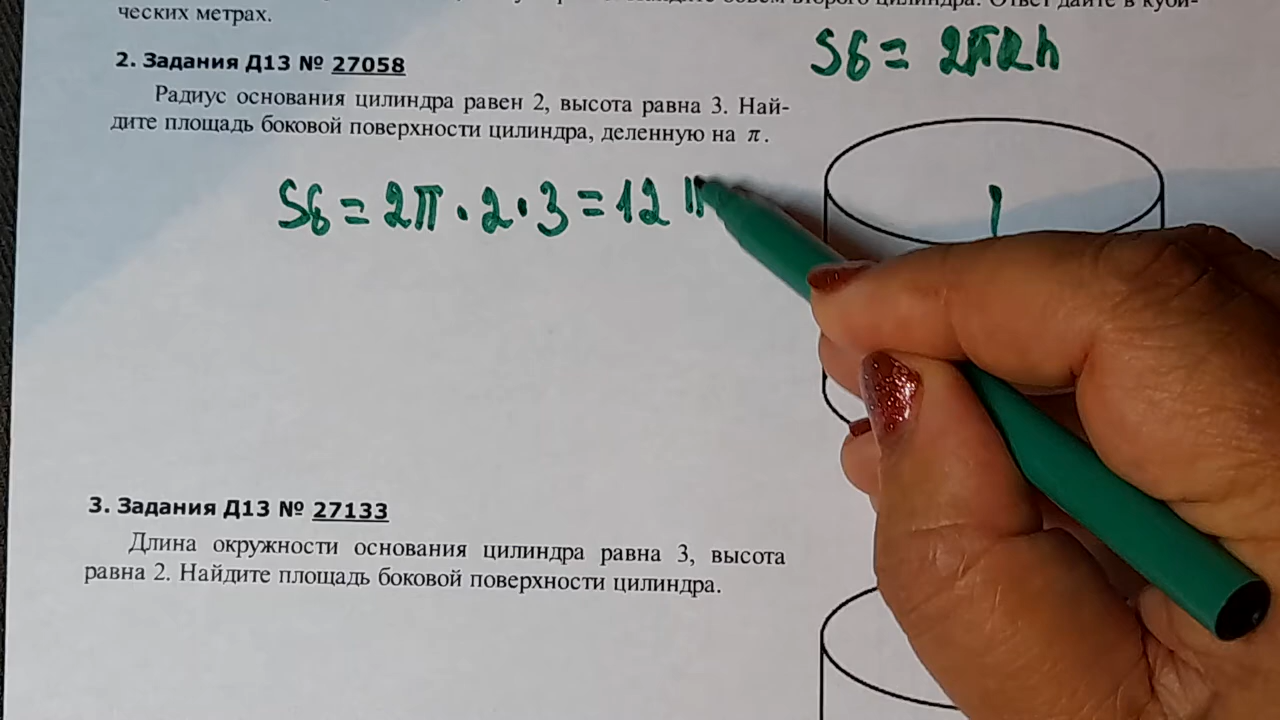 ческих метрах.
Sб = 2πRh
2. Задания Д13 № 27058
Радиус основания цилиндра равен 2, высота равна 3. Най-
дите площадь боковой поверхности цилиндра, деленную на π.
Sб = 2π · 2 · 3 = 12 π
3. Задания Д13 № 27133
Длина окружности основания цилиндра равна 3, высота
равна 2. Найдите площадь боковой поверхности цилиндра.